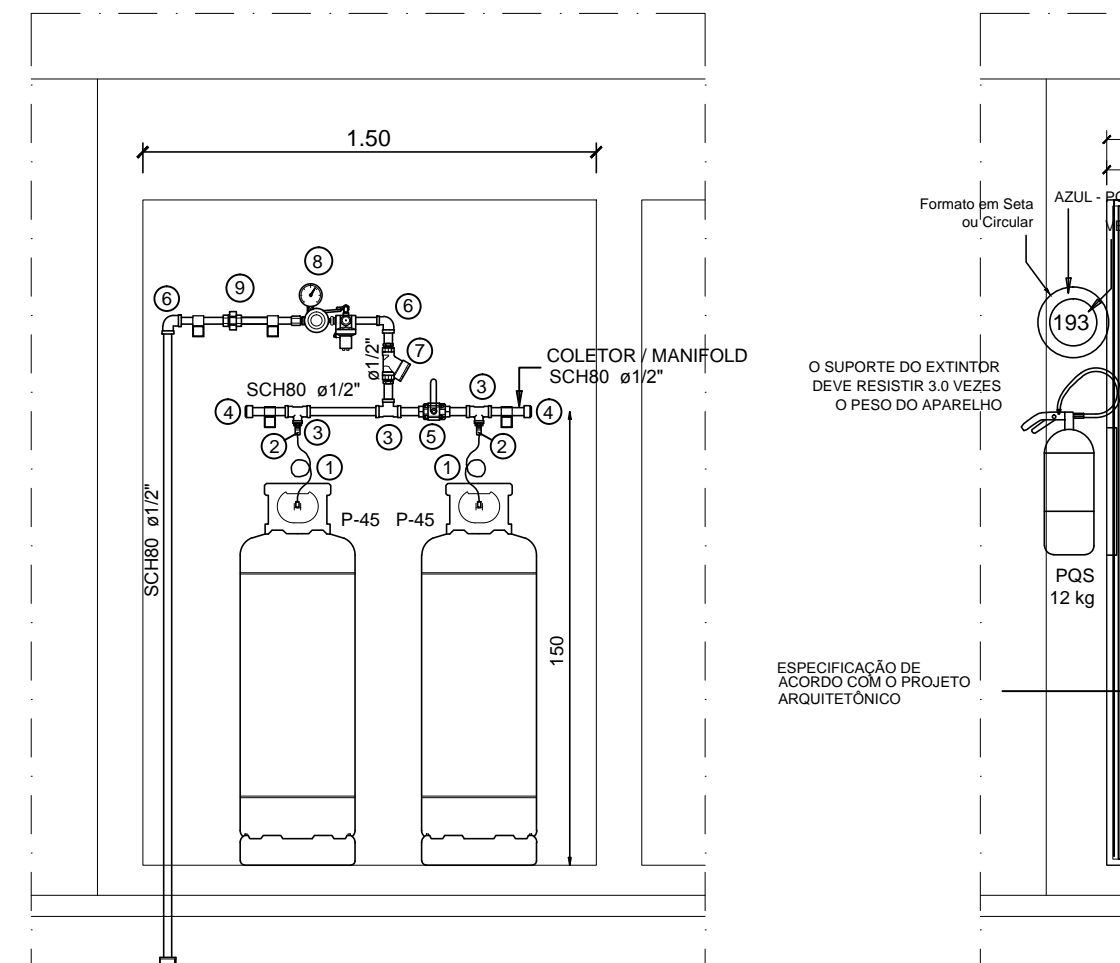 1.50
8
9
6
6
7
ø1/2"
COLETOR / MANIFOLD
SCH80 ø1/2"
SCH80 ø1/2"
3
4
4
2
3
3
5
2
1
1
P-45
P-45
SCH80 ø1/2"
150
Formato em Seta
ou Circular
AZUL -
193
O SUPORTE DO EXTINTOR
DEVE RESISTIR 3.0 VEZES
O PESO DO APARELHO
PQS
12 kg
ESPECIFICAÇÃO DE
ACORDO COM O PROJETO
ARQUITETÔNICO